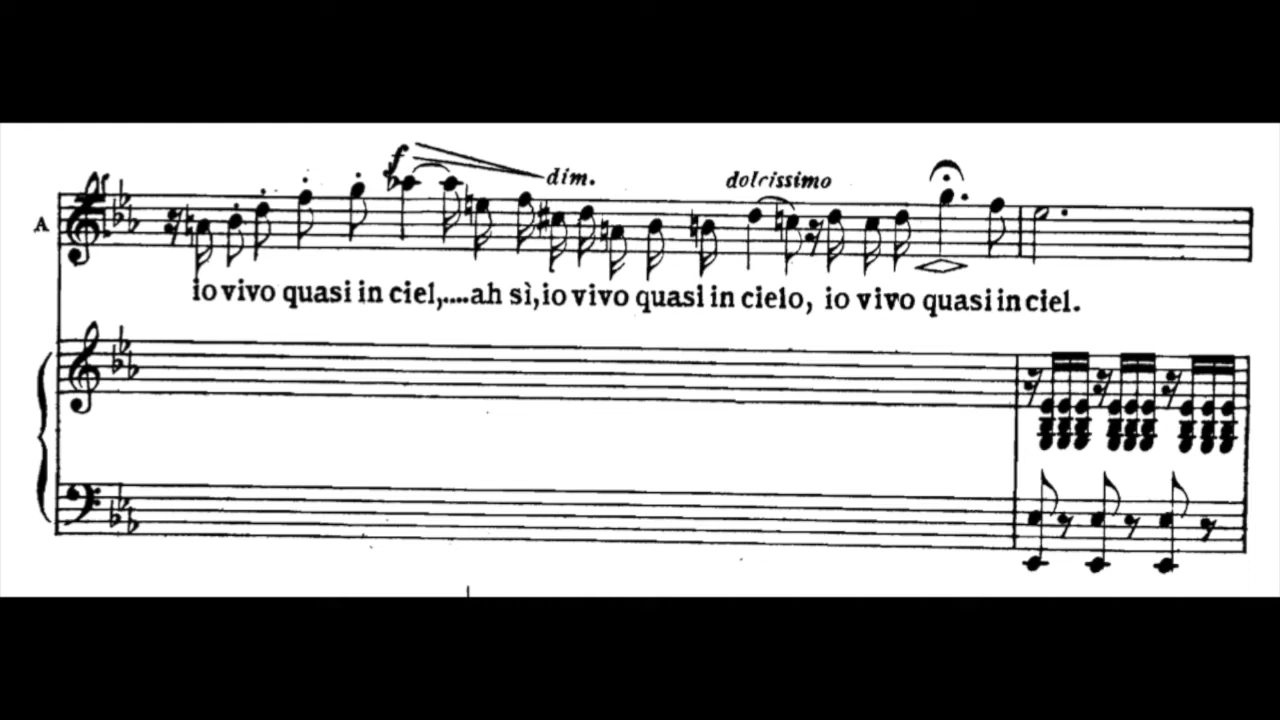 f
dim.
dolcissimo
A
io vivo quasi in ciel,....ah sì, io vivo quasi in cielo, io vivo quasi in ciel.